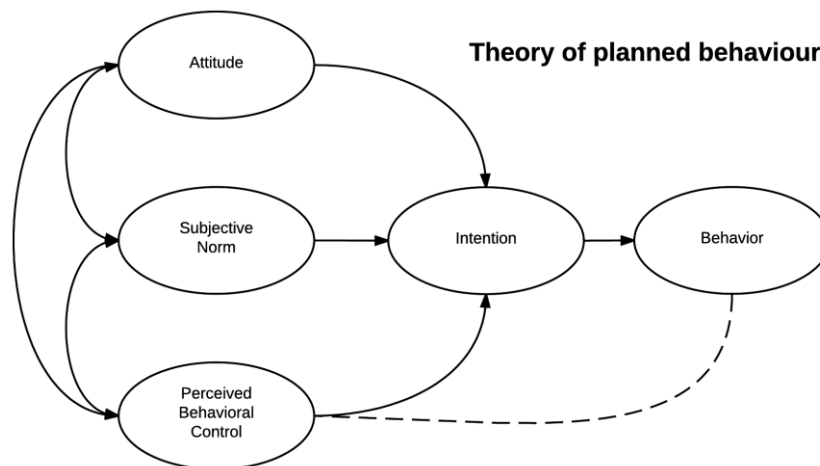 Theory of planned behaviour
Attitude
Subjective
Norm
Intention
Behavior
Perceived
Behavioral
Control